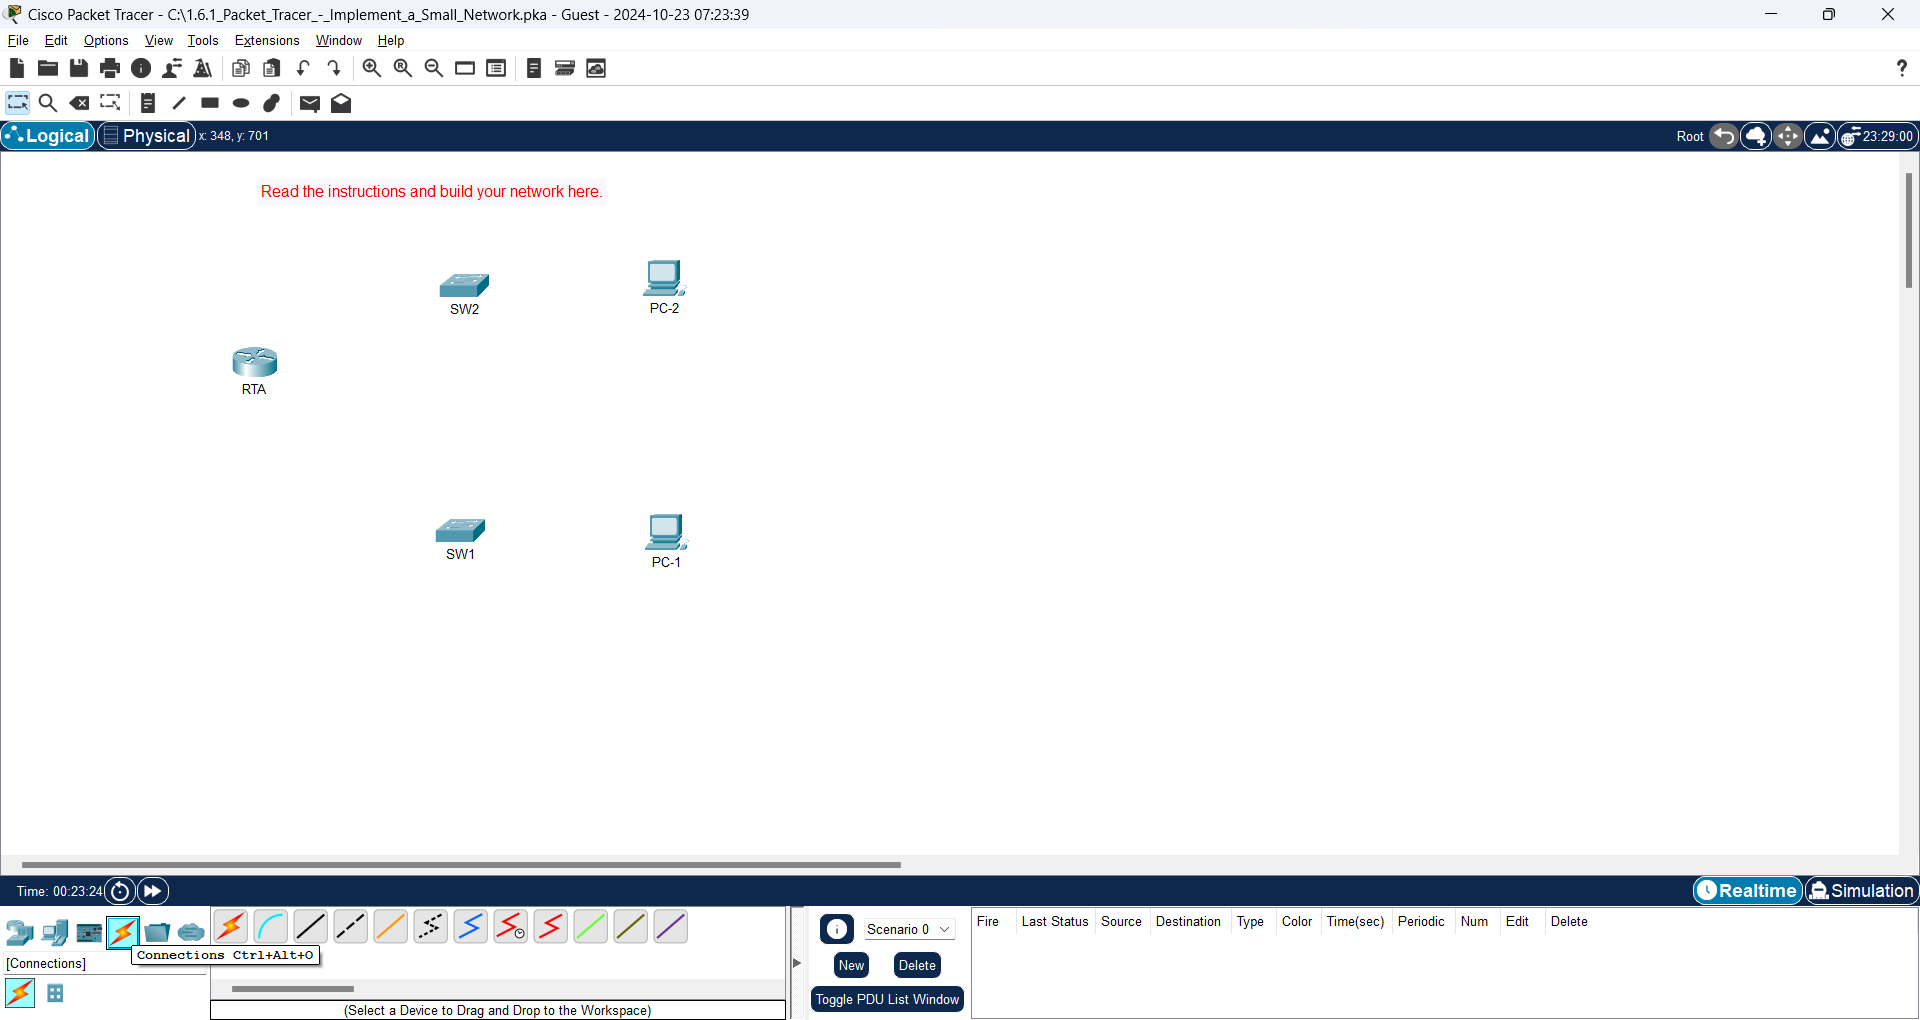 Cisco Packet Tracer - C:\1.6.1_Packet_Tracer_-_Implement_a_Small_Network.pka - Guest - 2024-10-23 07:23:39
File Edit Options View Tools Extensions Window Help
?
Logical Physical x: 348, y: 701 Root 23:29:00
Read the instructions and build your network here.
SW2
PC-2
RTA
SW1
PC-1
Time: 00:23:24 Realtime Simulation
Connections Ctrl+Alt+O
[Connections]
(Select a Device to Drag and Drop to the Workspace)
Scenario 0
New Delete
Toggle PDU List Window
Fire Last Status Source Destination Type Color Time(sec) Periodic Num Edit Delete